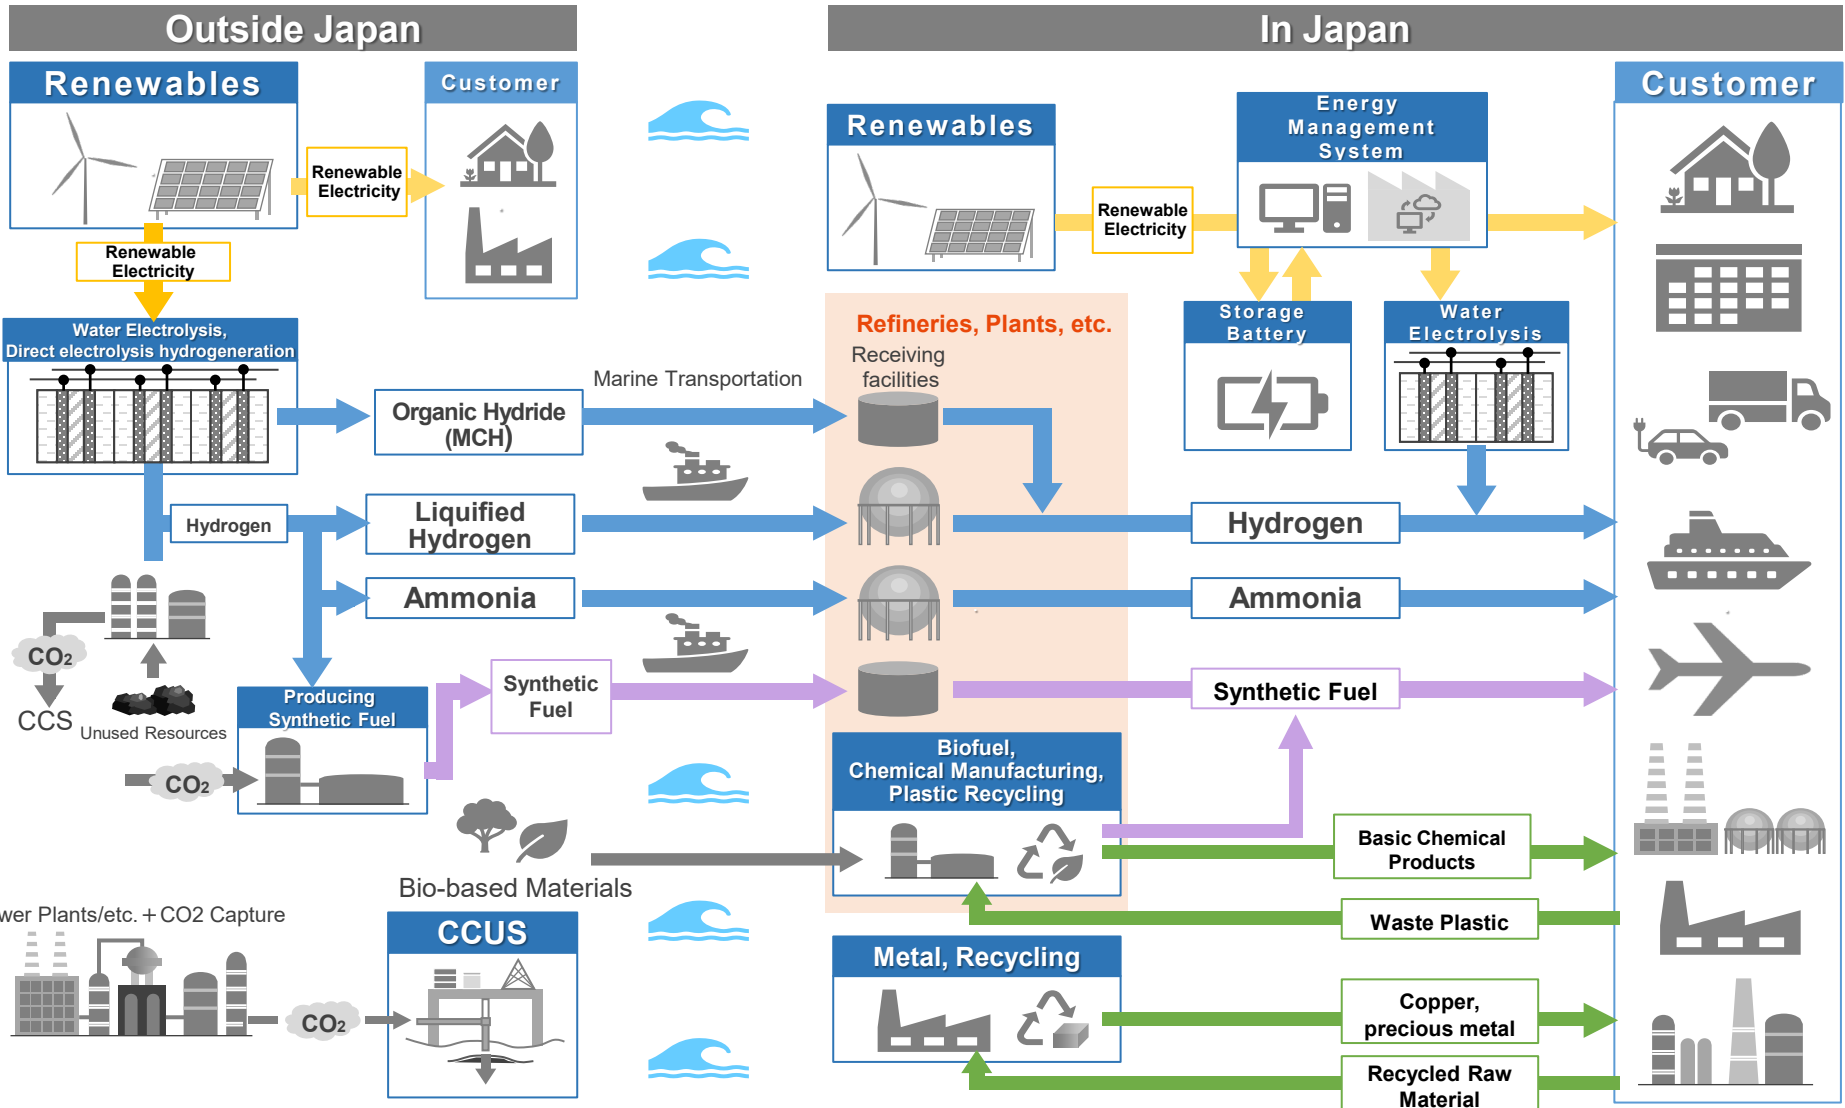 Outside Japan
In Japan
Renewables
Customer
Renewable
Electricity
Renewable
Electricity
Water Electrolysis,
Direct electrolysis hydrogeneration
Organic Hydride
(MCH)
Marine Transportation
Hydrogen
Liquified
Hydrogen
Ammonia
CO2
CCS
Unused Resources
Producing
Synthetic Fuel
CO2
Synthetic
Fuel
Bio-based Materials
wer Plants/etc.＋CO2 Capture
CO2
CCUS
Renewables
Renewable
Electricity
Energy
Management
System
Storage
Battery
Water
Electrolysis
Customer
Refineries, Plants, etc.
Receiving
facilities
Hydrogen
Ammonia
Synthetic Fuel
Biofuel,
Chemical Manufacturing,
Plastic Recycling
Basic Chemical
Products
Waste Plastic
Metal, Recycling
Copper,
precious metal
Recycled Raw
Material